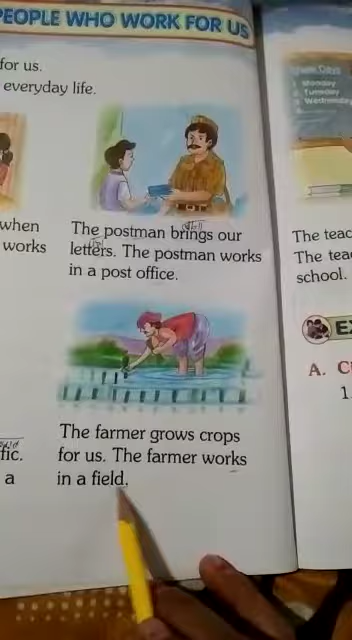 PEOPLE WHO WORK FOR US
for us.
everyday life.
when
works
The postman brings our
letters. The postman works
in a post office.
The farmer grows crops
for us. The farmer works
in a field.
fic.
a
Days
Monday
Tuesday
Wednesday
The teac
The tea
school.
EX
A. C
1.